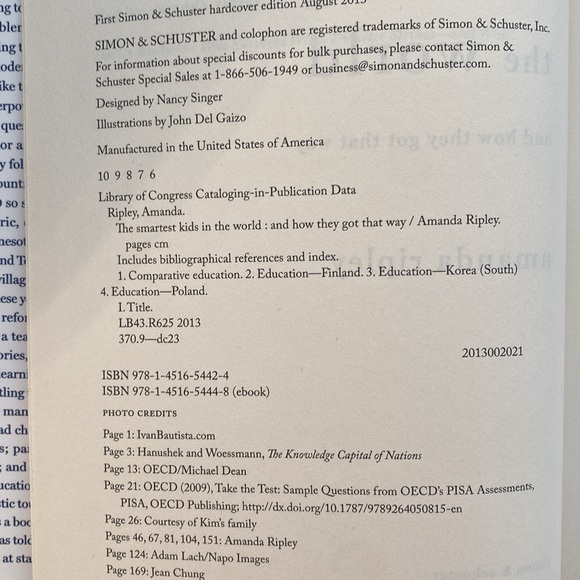 First Simon & Schuster hardcover edition August 2013
SIMON & SCHUSTER and colophon are registered trademarks of Simon & Schuster, Inc.
For information about special discounts for bulk purchases, please contact Simon &
Schuster Special Sales at 1-866-506-1949 or business@simonandschuster.com.
Designed by Nancy Singer
Illustrations by John Del Gaizo
Manufactured in the United States of America
10 9 8 7 6
Library of Congress Cataloging-in-Publication Data
Ripley, Amanda.
The smartest kids in the world : and how they got that way / Amanda Ripley.
pages cm
Includes bibliographical references and index.
1. Comparative education. 2. Education—Finland. 3. Education—Korea (South)
4. Education—Poland.
I. Title.
LB43.R625 2013
370.9—dc23
2013002021
ISBN 978-1-4516-5442-4
ISBN 978-1-4516-5444-8 (ebook)
PHOTO CREDITS
Page 1: IvanBautista.com
Page 3: Hanushek and Woessmann, The Knowledge Capital of Nations
Page 13: OECD/Michael Dean
Page 21: OECD (2009), Take the Test: Sample Questions from OECD's PISA Assessments,
PISA, OECD Publishing; http://dx.doi.org/10.1787/9789264050815-en
Page 26: Courtesy of Kim's family
Pages 46, 67, 81, 104, 151: Amanda Ripley
Page 124: Adam Lach/Napo Images
Page 169: Jean Chung